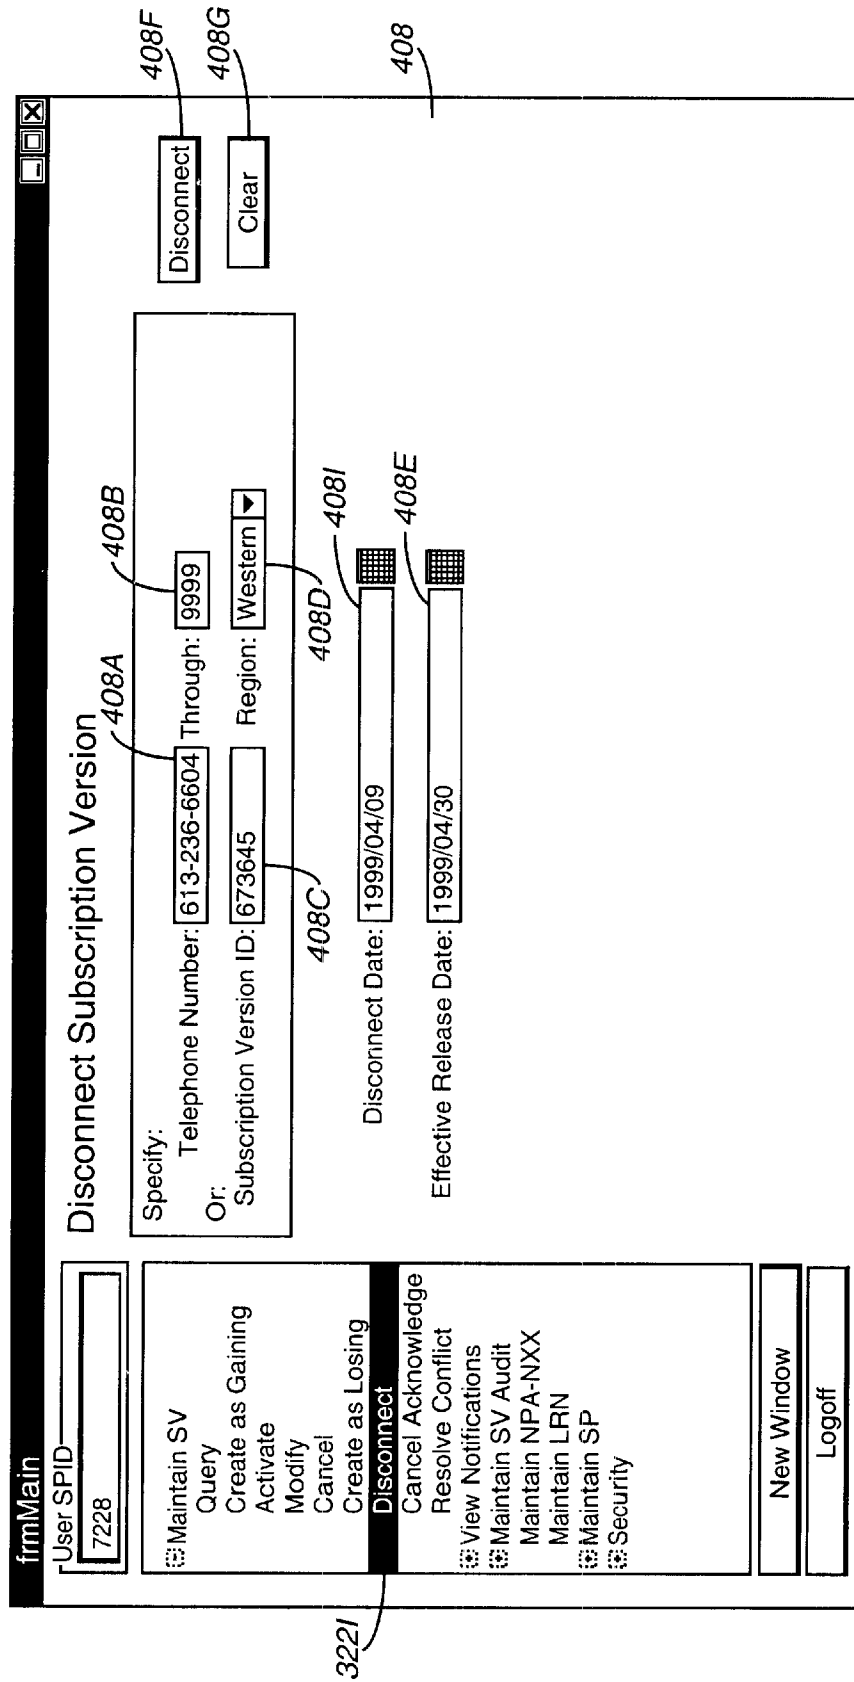 frmMain
User SPID
7228
Maintain SV
Query
Create as Gaining
Activate
Modify
Cancel
Create as Losing
Disconnect
Cancel Acknowledge
Resolve Conflict
View Notifications
Maintain SV Audit
Maintain NPA-NXX
Maintain LRN
Maintain SP
Security
New Window
Logoff
322I
Disconnect Subscription Version
Specify:
Telephone Number: 613-236-6604 Through: 9999
Or:
Subscription Version ID: 673645 Region: Western
Disconnect Date: 1999/04/09
Effective Release Date: 1999/04/30
408A
408B
408C
408D
408I
408E
Disconnect
Clear
408F
408G
408